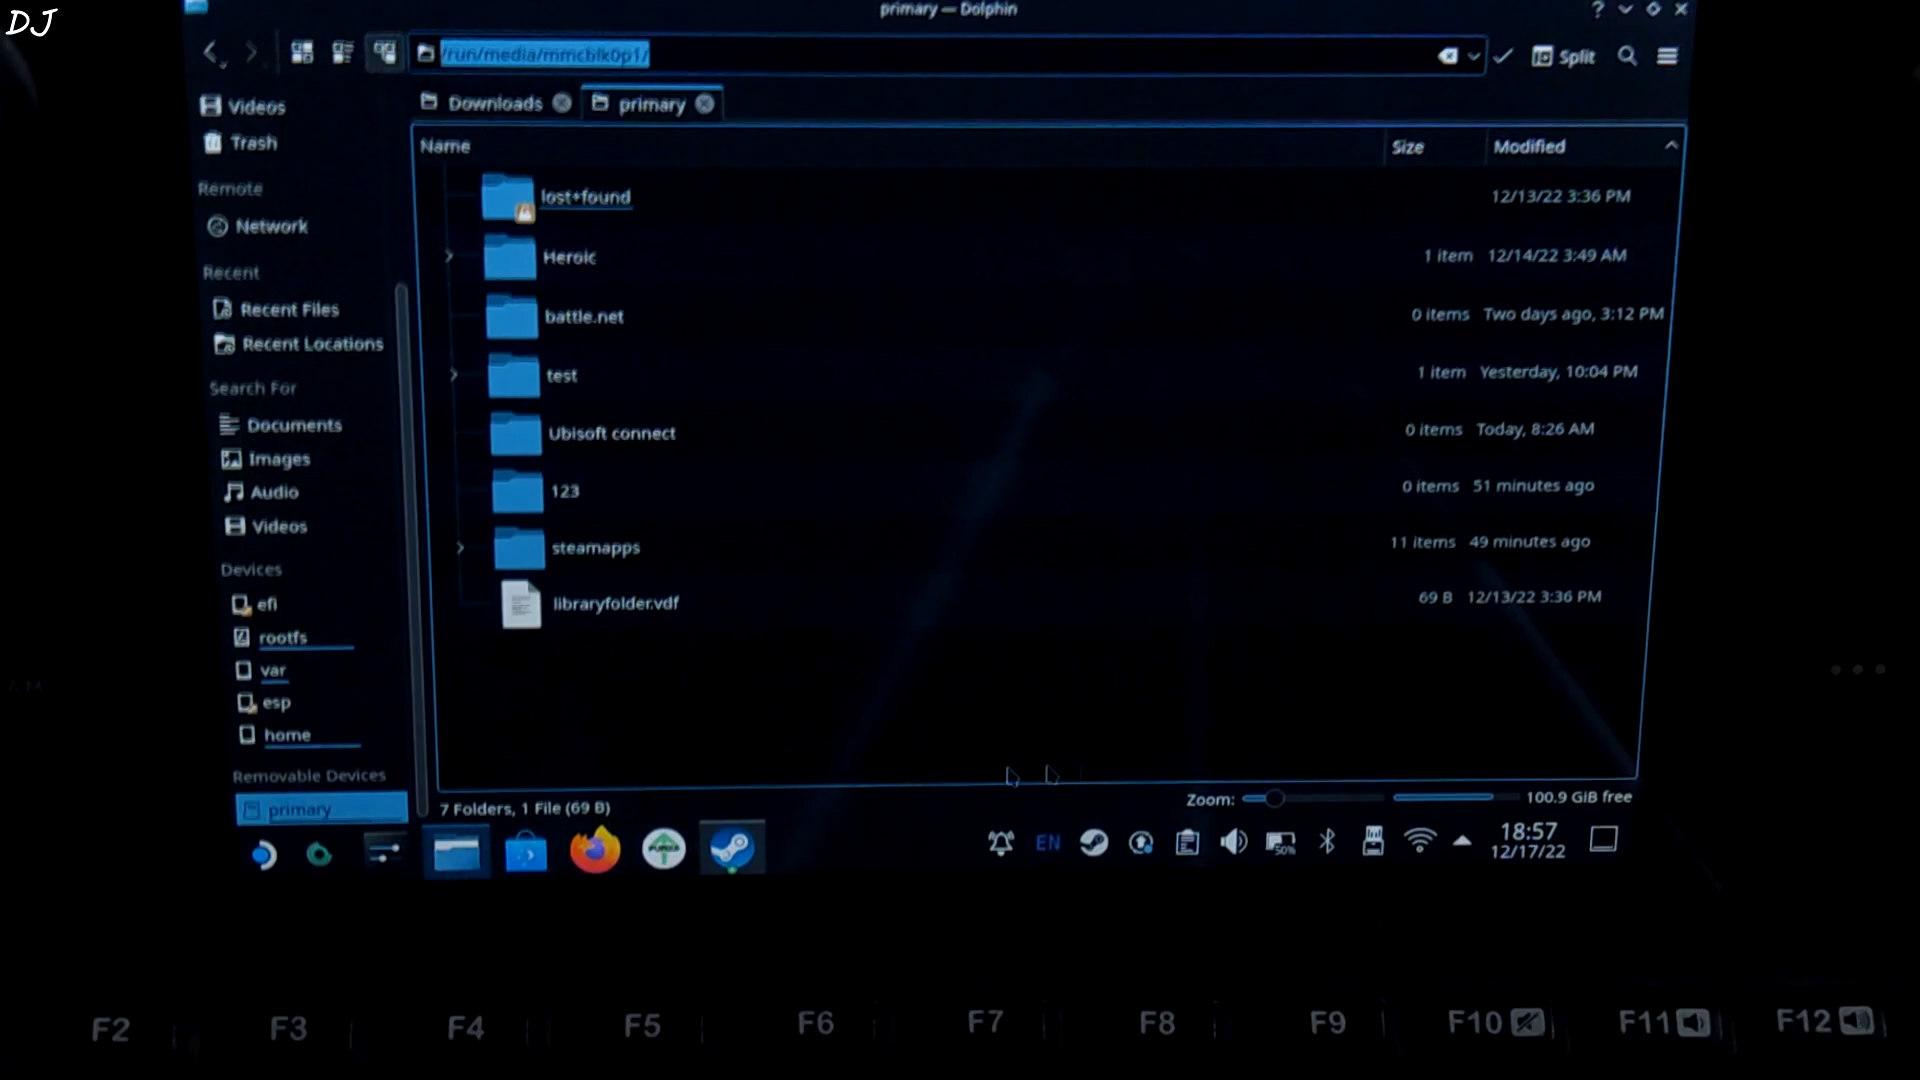 DJ
primary — Dolphin
/run/media/mmcblk0p1/
Split
Downloads
primary
Name Size Modified
lost+found 12/13/22 3:36 PM
Heroic 1 item 12/14/22 3:49 AM
battle.net 0 items Two days ago, 3:12 PM
test 1 item Yesterday, 10:04 PM
Ubisoft connect 0 items Today, 8:26 AM
123 0 items 51 minutes ago
steamapps 11 items 49 minutes ago
libraryfolder.vdf 69 B 12/13/22 3:36 PM
Videos
Trash
Remote
Network
Recent
Recent Files
Recent Locations
Search For
Documents
Images
Audio
Videos
Devices
efi
rootfs
var
esp
home
Removable Devices
primary
7 Folders, 1 File (69 B)
Zoom:
100.9 GiB free
EN
50%
18:57
12/17/22
F2 F3 F4 F5 F6 F7 F8 F9 F10 F11 F12